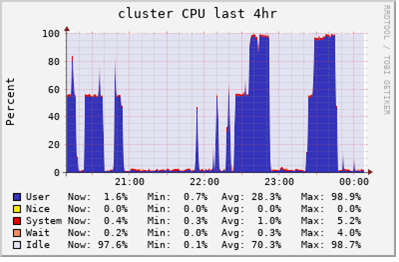 cluster CPU last 4hr
RRDTOOL / TOBI OETIKER
Percent
100
80
60
40
20
0
21:00 22:00 23:00 00:00
User Now: 1.6% Min: 0.7% Avg: 28.3% Max: 98.9%
Nice Now: 0.0% Min: 0.0% Avg: 0.0% Max: 0.0%
System Now: 0.4% Min: 0.3% Avg: 1.0% Max: 5.2%
Wait Now: 0.2% Min: 0.0% Avg: 0.3% Max: 4.0%
Idle Now: 97.6% Min: 0.1% Avg: 70.3% Max: 98.7%